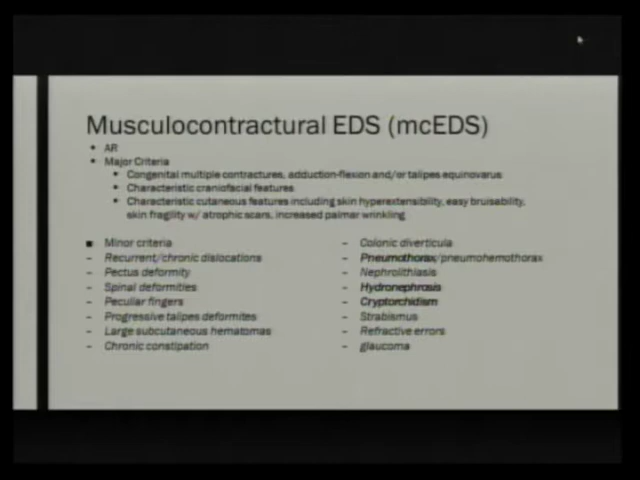 Musculocontractural EDS (mcEDS)
AR
Major Criteria
Congenital multiple contractures, adduction-flexion and/or talipes equinovarus
Characteristic craniofacial features
Characteristic cutaneous features including skin hyperextensibility, easy bruisability,
skin fragility w/ atrophic scars, increased palmar wrinkling
Minor criteria
– Recurrent/chronic dislocations
– Pectus deformity
– Spinal deformities
– Peculiar fingers
– Progressive talipes deformites
– Large subcutaneous hematomas
– Chronic constipation
– Colonic diverticula
– Pneumothorax/pneumohemothorax
– Nephrolithiasis
– Hydronephrosis
– Cryptorchidism
– Strabismus
– Refractive errors
– glaucoma